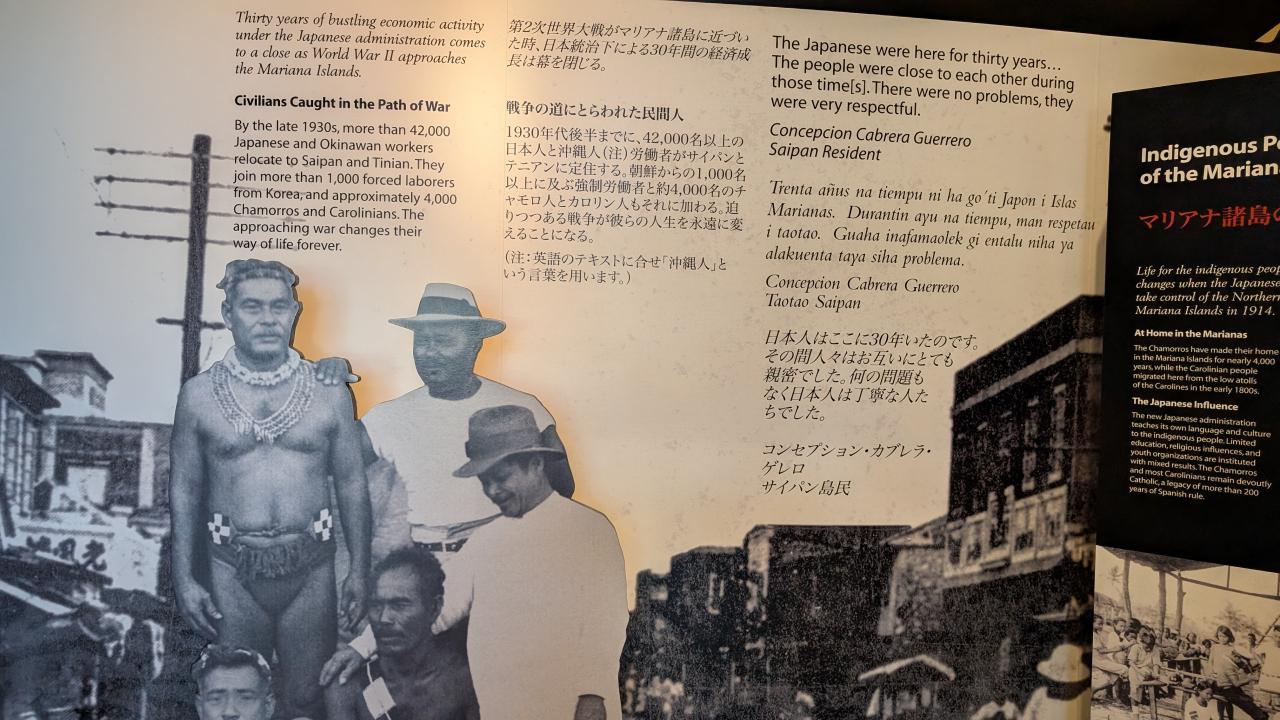 Thirty years of bustling economic activity
under the Japanese administration comes
to a close as World War II approaches
the Mariana Islands.
Civilians Caught in the Path of War
By the late 1930s, more than 42,000
Japanese and Okinawan workers
relocate to Saipan and Tinian. They
join more than 1,000 forced laborers
from Korea, and approximately 4,000
Chamorros and Carolinians. The
approaching war changes their
way of life forever.
第2次世界大戦がマリアナ諸島に近づい
た時、日本統治下による30年間の経済成
長は幕を閉じる。
戦争の道にとらわれた民間人
1930年代後半までに、42,000名以上の
日本人と沖縄人(注)労働者がサイパンと
テニアンに定住する。朝鮮からの1,000名
以上に及ぶ強制労働者と約4,000名のチ
ャモロ人とカロリン人もそれに加わる。迫
りつつある戦争が彼らの人生を永遠に変
えることになる。
(注:英語のテキストに合せ「沖縄人」と
いう言葉を用います。)
The Japanese were here for thirty years…
The people were close to each other during
those time[s]. There were no problems, they
were very respectful.
Concepcion Cabrera Guerrero
Saipan Resident
Trenta añus na tiempu ni ha go´ti Japon i Islas
Marianas. Durantin ayu na tiempu, man respetau
i taotao. Guaha inafamaolek gi entalu niha ya
alakuenta taya siha problema.
Concepcion Cabrera Guerrero
Taotao Saipan
日本人はここに30年いたのです。
その間人々はお互いにとても
親密でした。何の問題も
なく日本人は丁寧な人た
ちでした。
コンセプション・カブレラ・
ゲレロ
サイパン島民
Indigenous
of the
マリアナ諸島
Life for the indigenous
changes when the Japanese
take control of the Northern
Mariana Islands in 1914.
At Home in the Marianas
The Chamorros have made their home
in the Mariana Islands for nearly 4,000
years, while the Carolinian people
migrated here from the low atolls
of the Carolines in the early 1800s.
The Japanese Influence
The new Japanese administration
teaches its own language and culture
to the indigenous people. Limited
education, religious influences, and
youth organizations are instituted
with mixed results. The Chamorros
and most Carolinians remain devoutly
Catholic, a legacy of more than 200
years of Spanish rule.